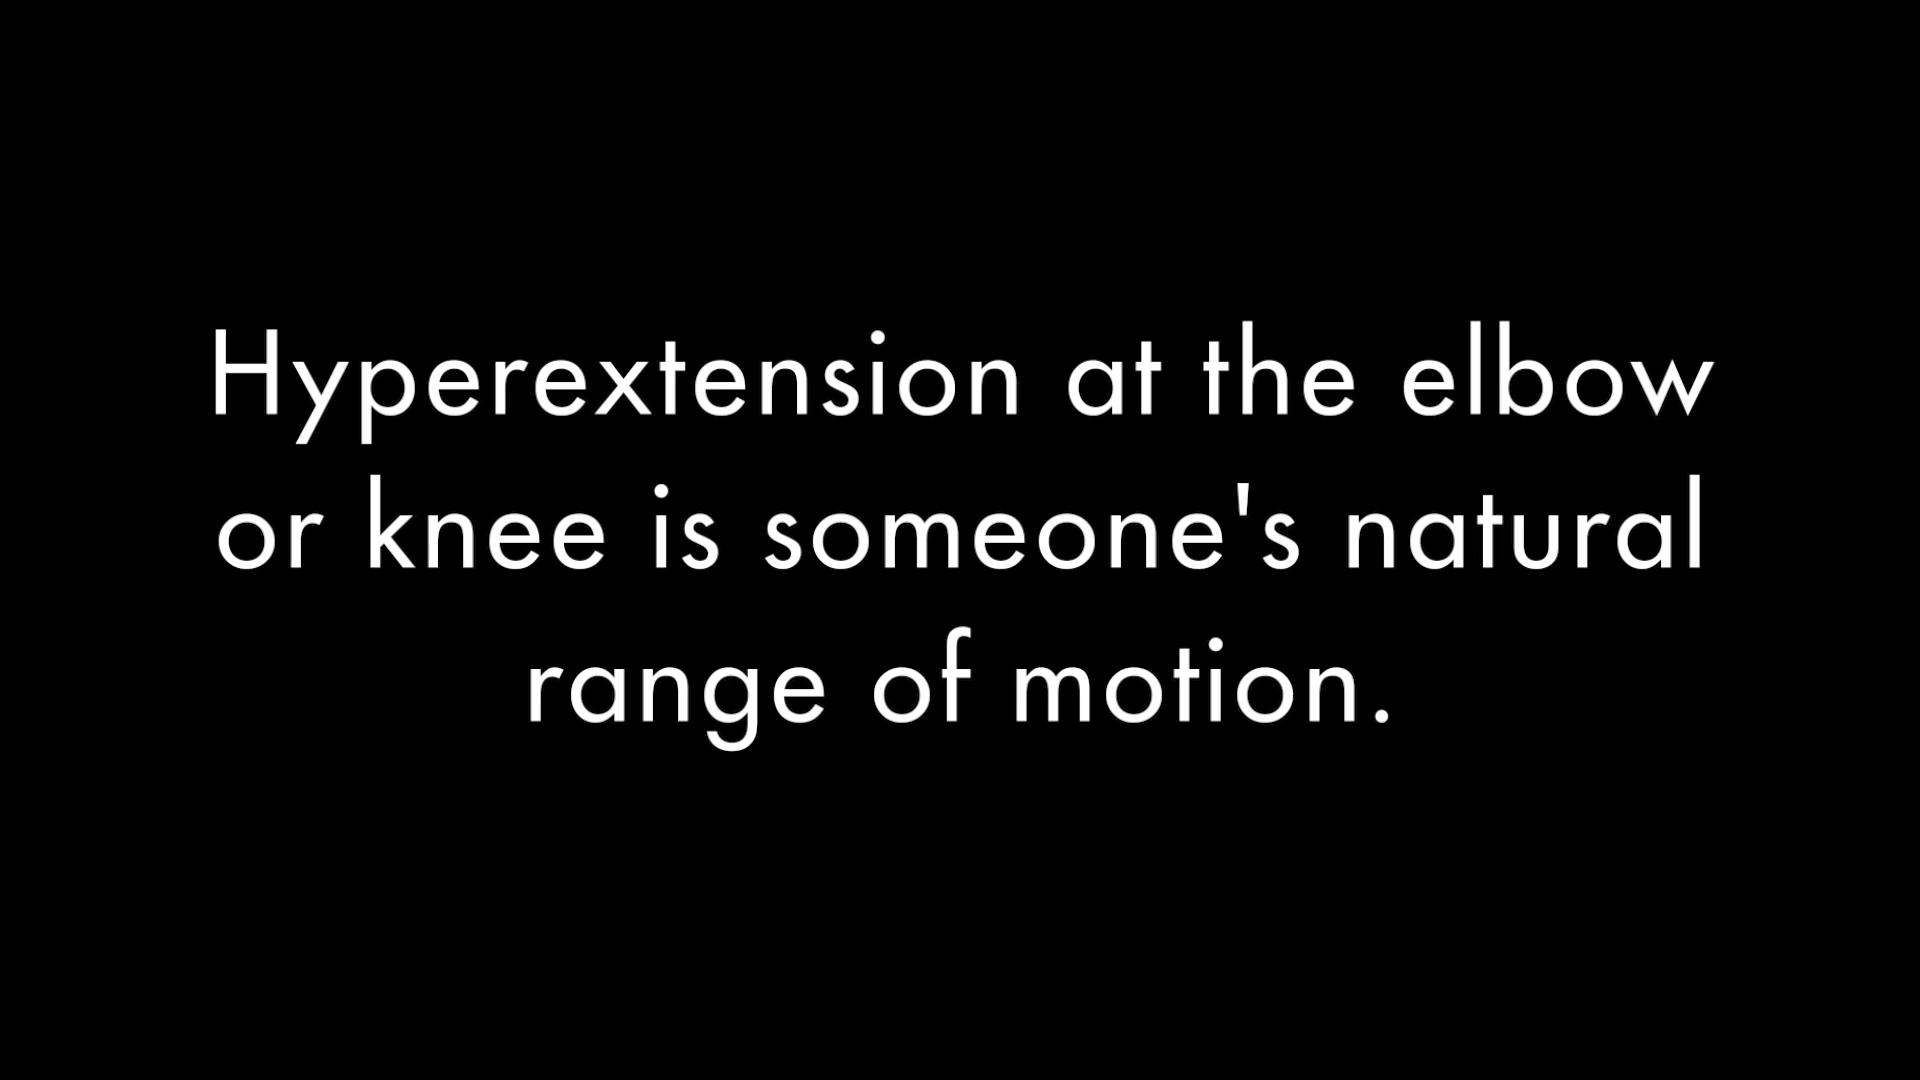 Hyperextension at the elbow
or knee is someone's natural
range of motion.